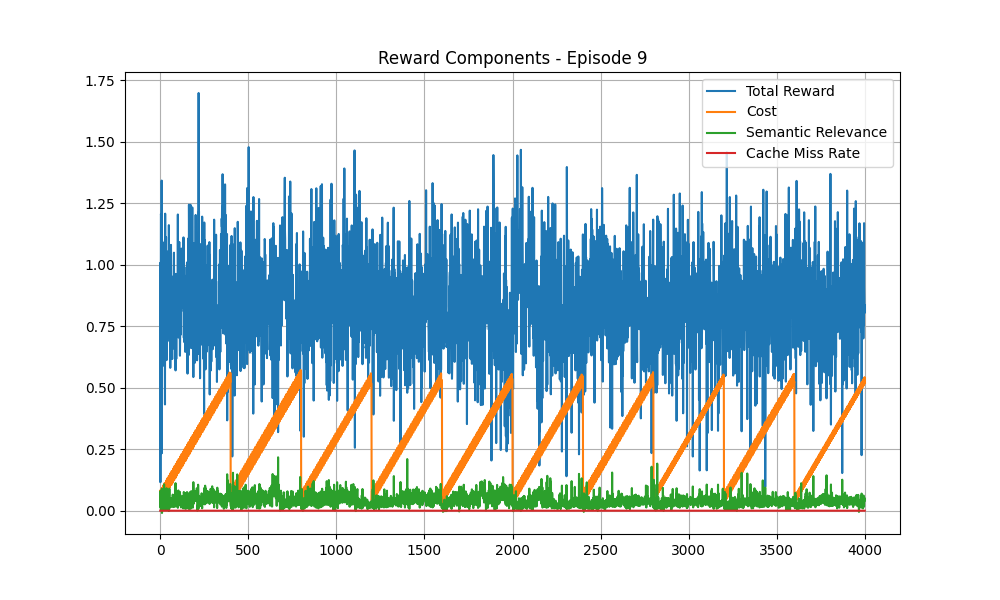 Reward Components - Episode 9
1.75
1.50
1.25
1.00
0.75
0.50
0.25
0.00
Total Reward
Cost
Semantic Relevance
Cache Miss Rate
0 500 1000 1500 2000 2500 3000 3500 4000